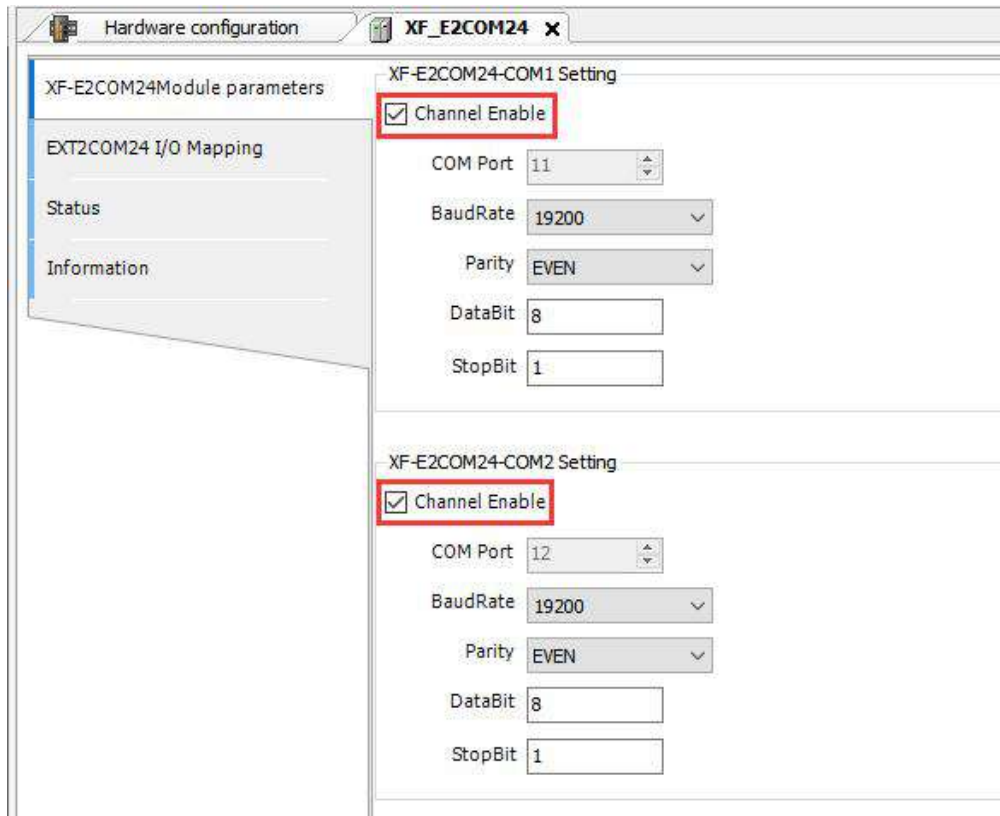 Hardware configuration
XF_E2COM24
XF-E2COM24Module parameters
EXT2COM24 I/O Mapping
Status
Information
XF-E2COM24-COM1 Setting
Channel Enable
COM Port 11
BaudRate 19200
Parity EVEN
DataBit 8
StopBit 1
XF-E2COM24-COM2 Setting
Channel Enable
COM Port 12
BaudRate 19200
Parity EVEN
DataBit 8
StopBit 1